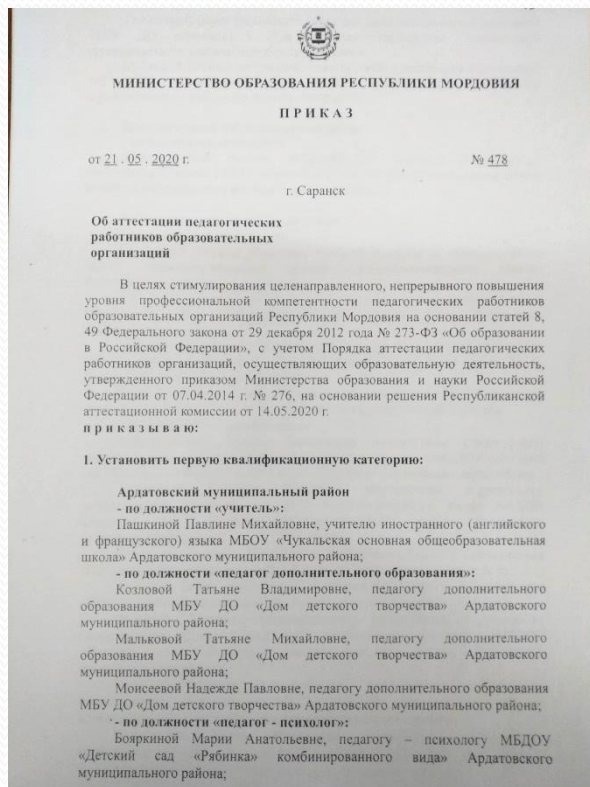 МИНИСТЕРСТВО ОБРАЗОВАНИЯ РЕСПУБЛИКИ МОРДОВИЯ
П Р И К А З
от 21 . 05 . 2020 г. № 478
г. Саранск
Об аттестации педагогических
работников образовательных
организаций
В целях стимулирования целенаправленного, непрерывного повышения
уровня профессиональной компетентности педагогических работников
образовательных организаций Республики Мордовия на основании статей 8,
49 Федерального закона от 29 декабря 2012 года № 273-ФЗ «Об образовании
в Российской Федерации», с учетом Порядка аттестации педагогических
работников организаций, осуществляющих образовательную деятельность,
утвержденного приказом Министерства образования и науки Российской
Федерации от 07.04.2014 г. № 276, на основании решения Республиканской
аттестационной комиссии от 14.05.2020 г.
п р и к а з ы в а ю:
1. Установить первую квалификационную категорию:
Ардатовский муниципальный район
- по должности «учитель»:
Пашкиной Павлине Михайловне, учителю иностранного (английского
и французского) языка МБОУ «Чукальская основная общеобразовательная
школа» Ардатовского муниципального района;
- по должности «педагог дополнительного образования»:
Козловой Татьяне Владимировне, педагогу дополнительного
образования МБУ ДО «Дом детского творчества» Ардатовского
муниципального района;
Мальковой Татьяне Михайловне, педагогу дополнительного
образования МБУ ДО «Дом детского творчества» Ардатовского
муниципального района;
Моисеевой Надежде Павловне, педагогу дополнительного образования
МБУ ДО «Дом детского творчества» Ардатовского муниципального района;
- по должности «педагог - психолог»:
Бояркиной Марии Анатольевне, педагогу – психологу МБДОУ
«Детский сад «Рябинка» комбинированного вида» Ардатовского
муниципального района;